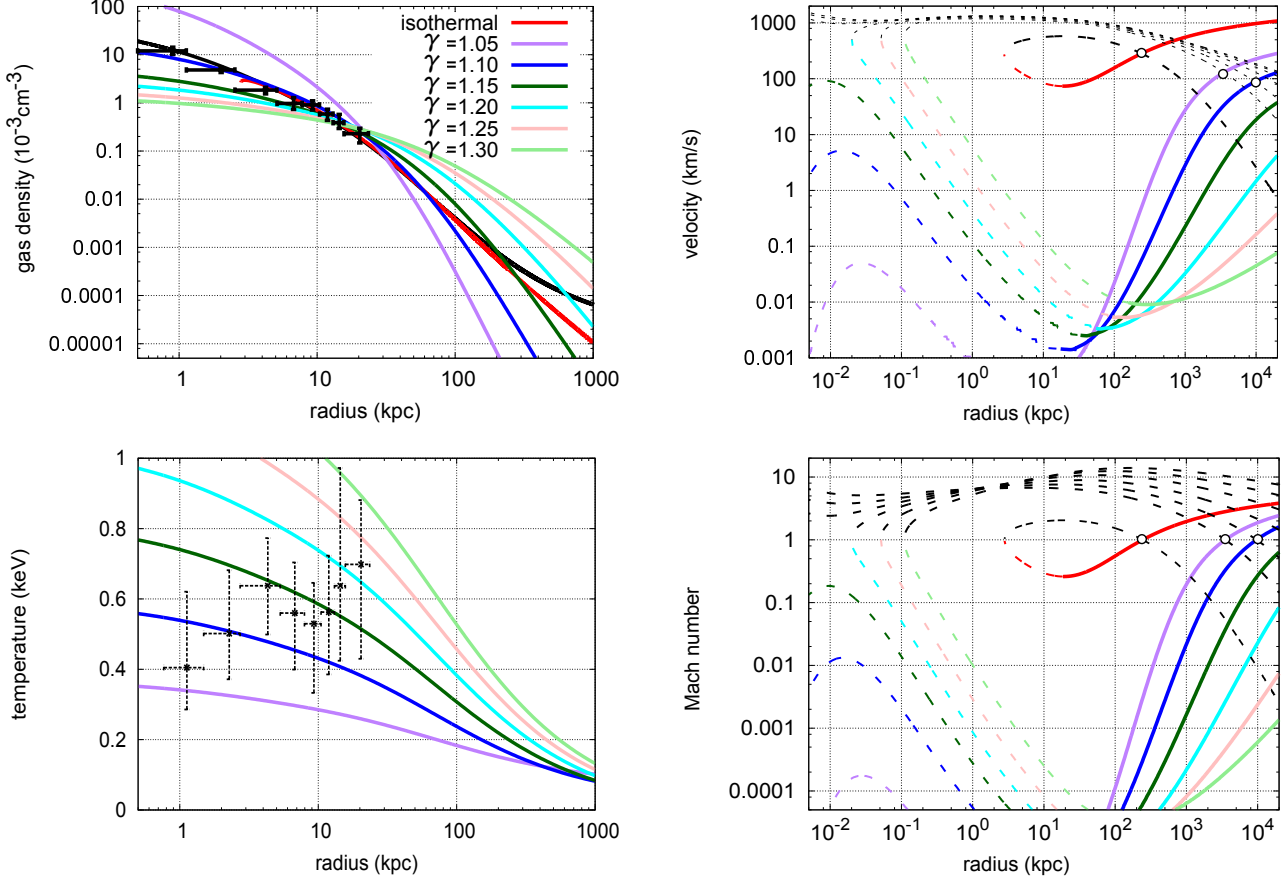 100
10
1
0.1
0.01
0.001
0.0001
0.00001
gas density (10⁻³cm⁻³)
1 10 100 1000
radius (kpc)
isothermal
γ =1.05
γ =1.10
γ =1.15
γ =1.20
γ =1.25
γ =1.30
1000
100
10
1
0.1
0.01
0.001
velocity (km/s)
10⁻² 10⁻¹ 10⁰ 10¹ 10² 10³ 10⁴
radius (kpc)
1
0.8
0.6
0.4
0.2
0
temperature (keV)
1 10 100 1000
radius (kpc)
10
1
0.1
0.01
0.001
0.0001
Mach number
10⁻² 10⁻¹ 10⁰ 10¹ 10² 10³ 10⁴
radius (kpc)